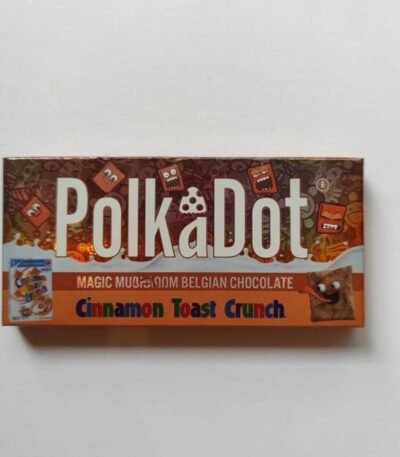 PolkaDot
®
MAGIC MUSHROOM BELGIAN CHOCOLATE
Cinnamon Toast Crunch